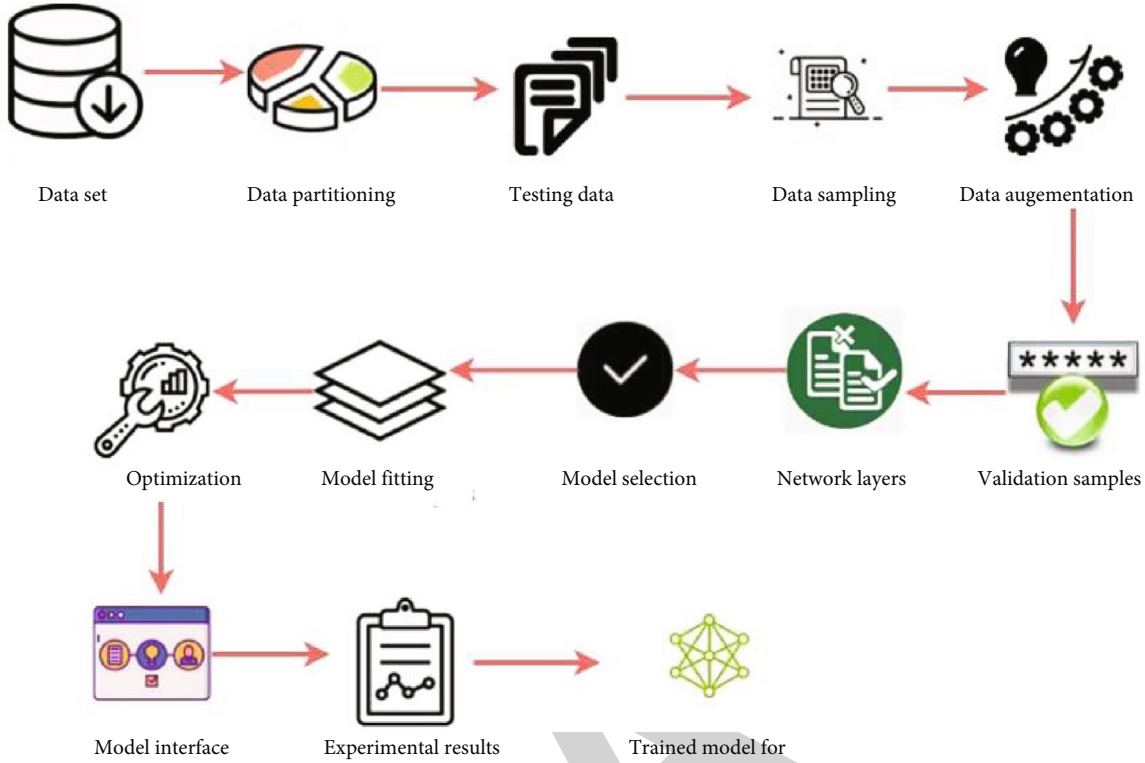 Data set
Data partitioning
Testing data
Data sampling
Data augementation
*****
Validation samples
Network layers
Model selection
Model fitting
Optimization
Model interface
Experimental results
Trained model for